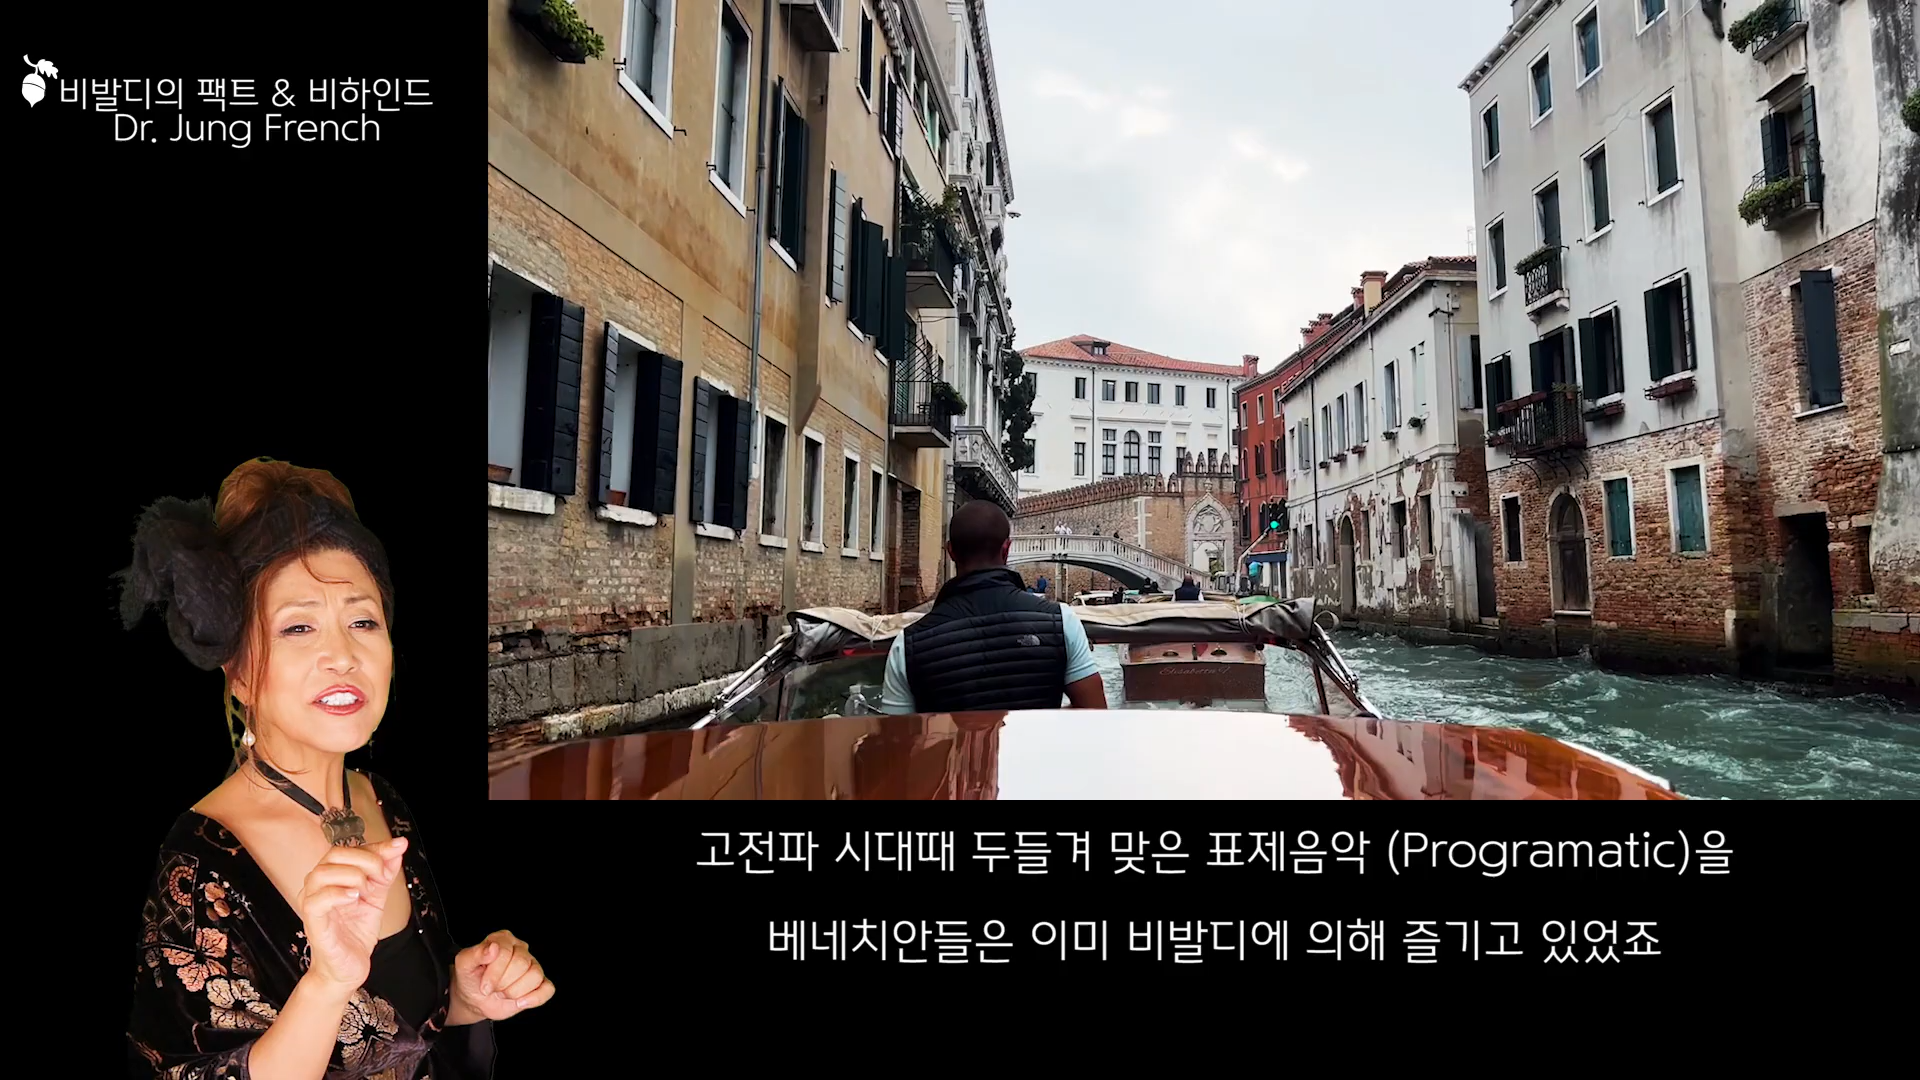 비발디의 팩트 & 비하인드
Dr. Jung French
고전파 시대때 두들겨 맞은 표제음악 (Programatic)을
베네치안들은 이미 비발디에 의해 즐기고 있었죠